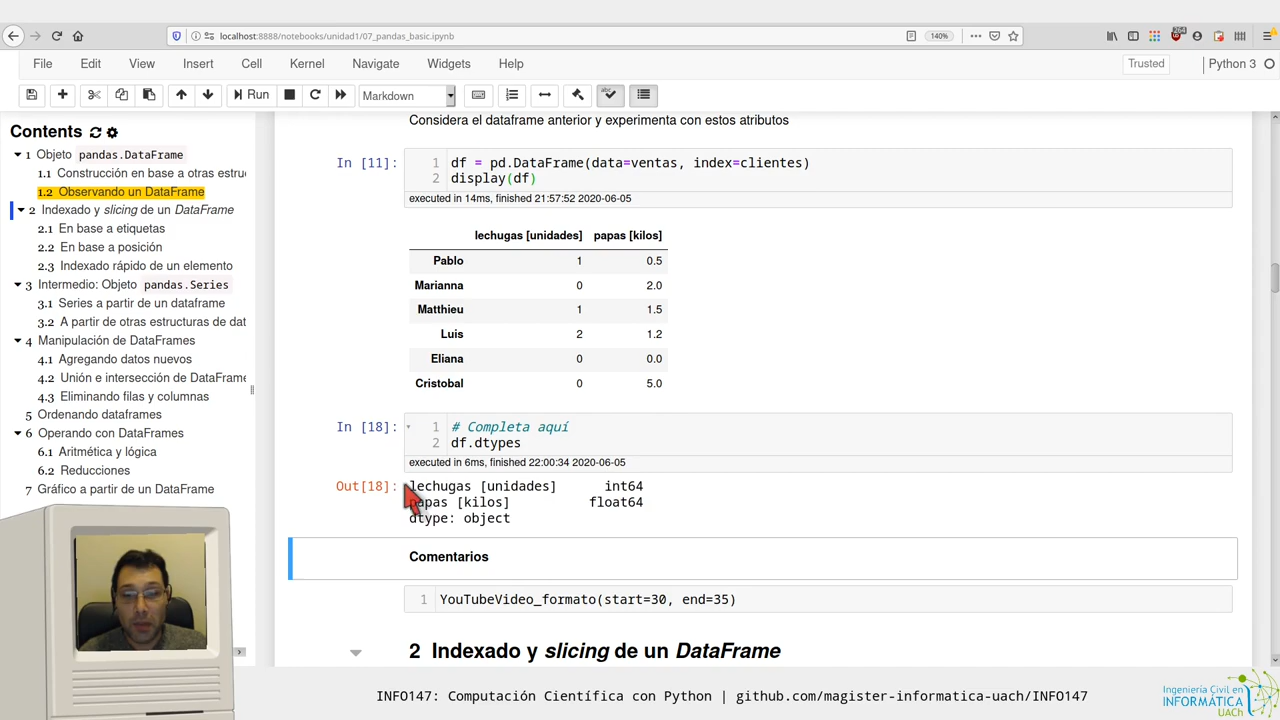 localhost:8888/notebooks/unidad1/07_pandas_basic.ipynb
140%
File Edit View Insert Cell Kernel Navigate Widgets Help
Trusted
Python 3
Run
Markdown
Contents
1 Objeto pandas.DataFrame
1.1 Construcción en base a otras estru
1.2 Observando un DataFrame
2 Indexado y slicing de un DataFrame
2.1 En base a etiquetas
2.2 En base a posición
2.3 Indexado rápido de un elemento
3 Intermedio: Objeto pandas.Series
3.1 Series a partir de un dataframe
3.2 A partir de otras estructuras de dat
4 Manipulación de DataFrames
4.1 Agregando datos nuevos
4.2 Unión e intersección de DataFrame
4.3 Eliminando filas y columnas
5 Ordenando dataframes
6 Operando con DataFrames
6.1 Aritmética y lógica
6.2 Reducciones
7 Gráfico a partir de un DataFrame
Considera el dataframe anterior y experimenta con estos atributos
In [11]: 1 df = pd.DataFrame(data=ventas, index=clientes)
2 display(df)
executed in 14ms, finished 21:57:52 2020-06-05
lechugas [unidades] papas [kilos]
Pablo 1 0.5
Marianna 0 2.0
Matthieu 1 1.5
Luis 2 1.2
Eliana 0 0.0
Cristobal 0 5.0
In [18]: 1 # Completa aquí
2 df.dtypes
executed in 6ms, finished 22:00:34 2020-06-05
Out[18]: lechugas [unidades] int64
papas [kilos] float64
dtype: object
Comentarios
1 YouTubeVideo_formato(start=30, end=35)
2 Indexado y slicing de un DataFrame
INFO147: Computación Científica con Python | github.com/magister-informatica-uach/INFO147
Ingeniería Civil en
INFORMÁTICA
UACh